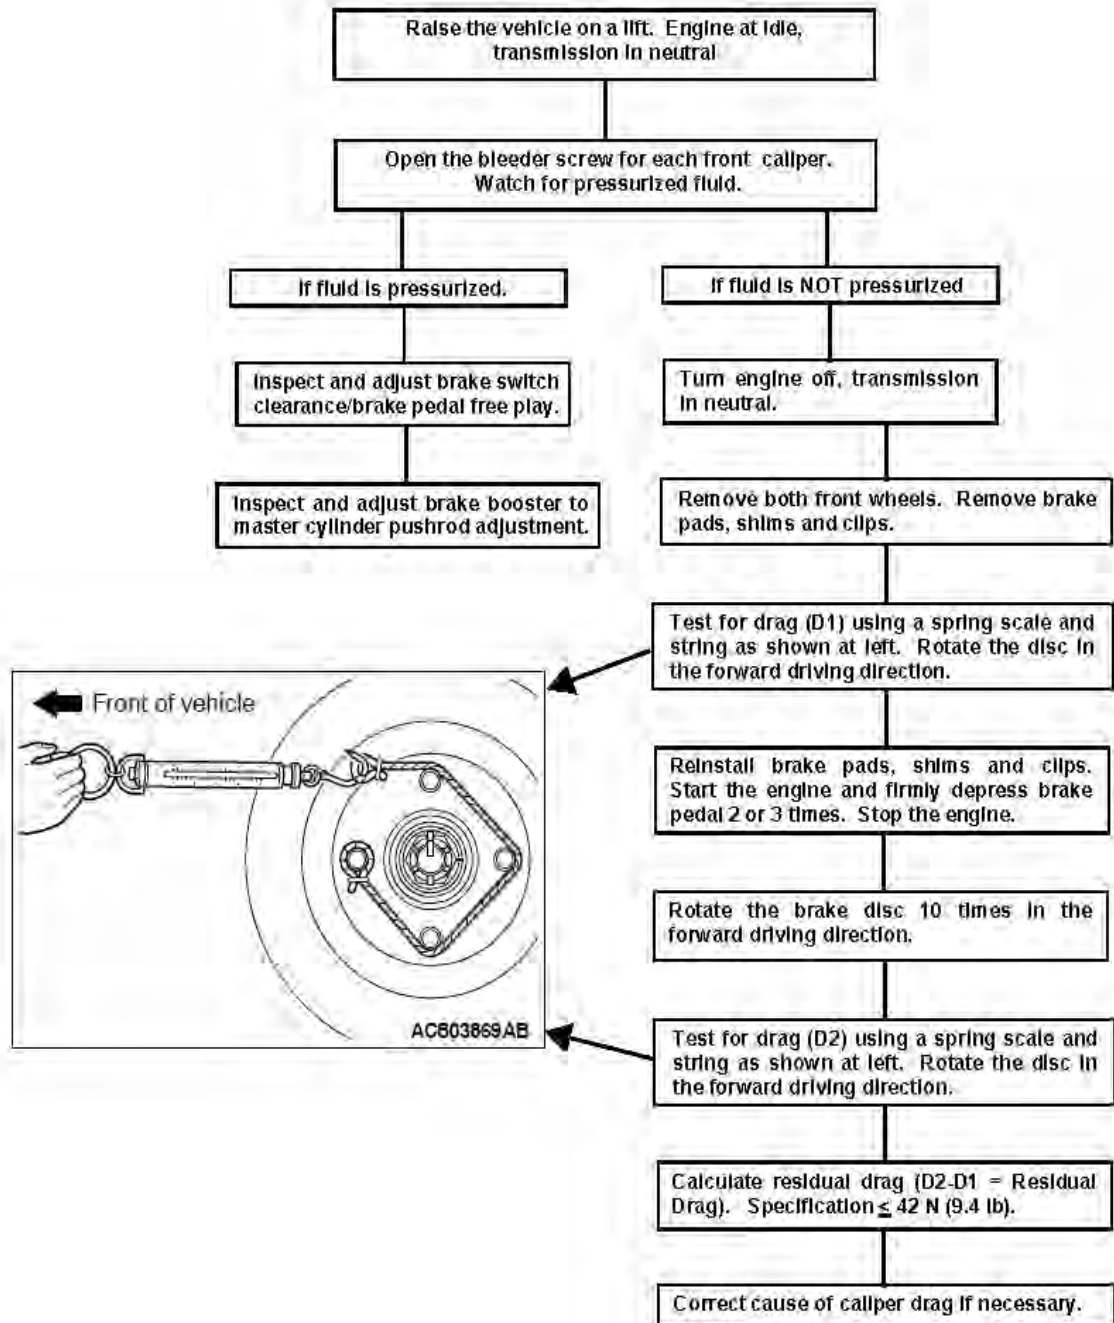 Raise the vehicle on a lift. Engine at idle,
transmission in neutral
Open the bleeder screw for each front caliper.
Watch for pressurized fluid.
If fluid is pressurized.
If fluid is NOT pressurized
Inspect and adjust brake switch
clearance/brake pedal free play.
Turn engine off, transmission
in neutral.
Inspect and adjust brake booster to
master cylinder pushrod adjustment.
Remove both front wheels. Remove brake
pads, shims and clips.
Test for drag (D1) using a spring scale and
string as shown at left. Rotate the disc in
the forward driving direction.
Front of vehicle
Reinstall brake pads, shims and clips.
Start the engine and firmly depress brake
pedal 2 or 3 times. Stop the engine.
Rotate the brake disc 10 times in the
forward driving direction.
AC603869AB
Test for drag (D2) using a spring scale and
string as shown at left. Rotate the disc in
the forward driving direction.
Calculate residual drag (D2-D1 = Residual
Drag). Specification ≤ 42 N (9.4 lb).
Correct cause of caliper drag if necessary.